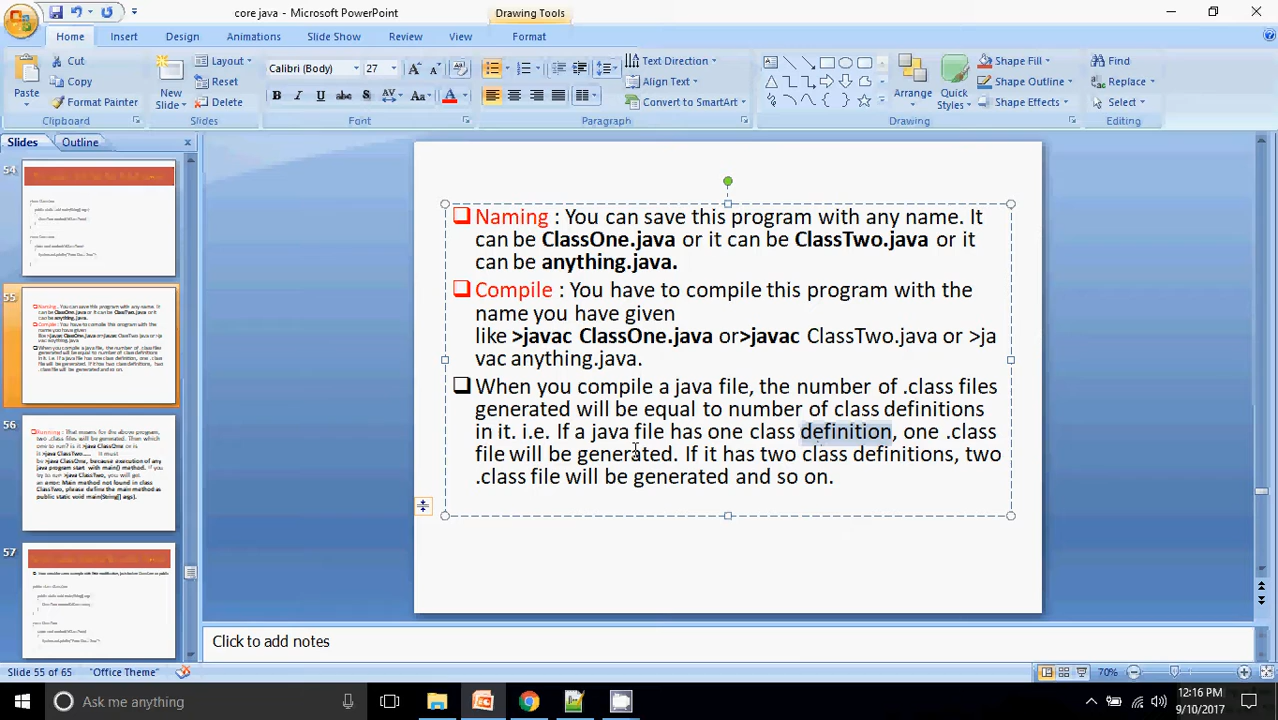 core java - Microsoft PowerPoint
Drawing Tools
Home Insert Design Animations Slide Show Review View Format
Paste
Cut
Copy
Format Painter
Clipboard
New Slide
Layout
Reset
Delete
Slides
Calibri (Body) 27
B I U abc S AV Aa A
Font
Text Direction
Align Text
Convert to SmartArt
Paragraph
Arrange
Quick Styles
Shape Fill
Shape Outline
Shape Effects
Drawing
Find
Replace
Select
Editing
Slides Outline
54
55
56
57
Naming : You can save this program with any name. It
can be ClassOne.java or it can be ClassTwo.java or it
can be anything.java.
Compile : You have to compile this program with the
name you have given
like >javac ClassOne.java or>javac ClassTwo.java or >ja
vac anything.java.
When you compile a java file, the number of .class files
generated will be equal to number of class definitions
in it. i.e. If a java file has one class definition, one .class
file will be generated. If it has two class definitions, two
.class file will be generated and so on.
Click to add notes
Slide 55 of 65 "Office Theme" 70%
Ask me anything
12:16 PM
9/10/2017